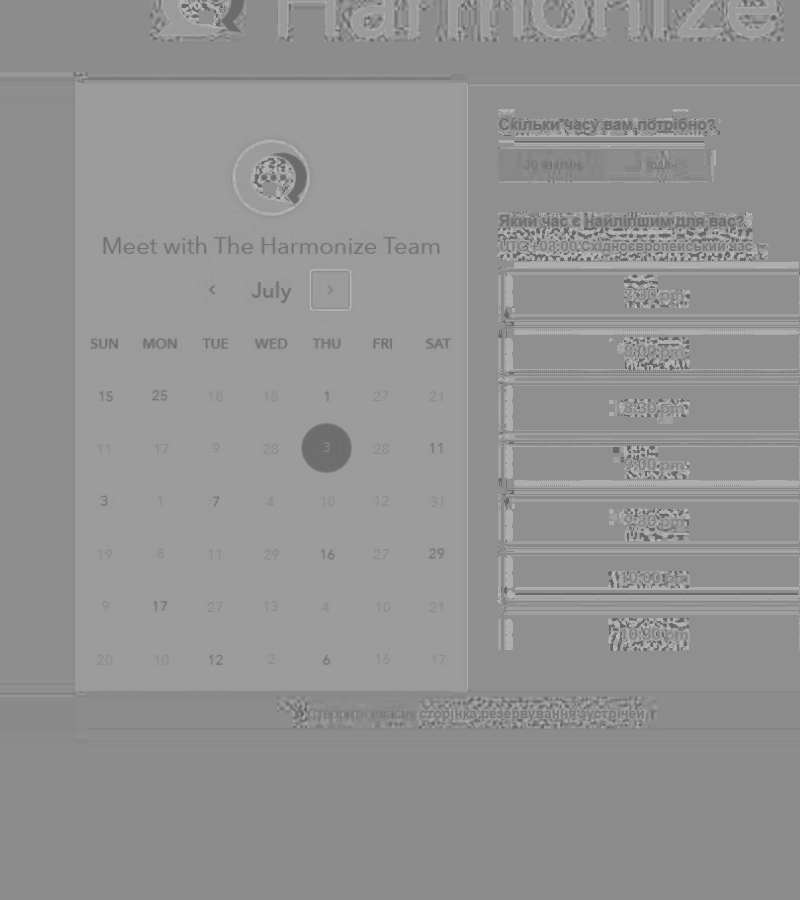 Harmonize
Meet with The Harmonize Team
July
SUN MON TUE WED THU FRI SAT
15 25 18 18 1 27 21
11 17 9 28 3 28 11
3 1 7 4 10 12 31
19 8 11 29 16 27 29
9 17 27 13 4 10 21
20 10 12 2 6 16 17
Скільки часу вам потрібно?
30 хвилин
Який час є найліпшим для вас?
UTC +03:00 Східноєвропейський час
7:30 pm
8:00 pm
8:30 pm
9:00 pm
9:30 pm
10:00 pm
10:30 pm
Створити власну сторінка резервування зустрічей